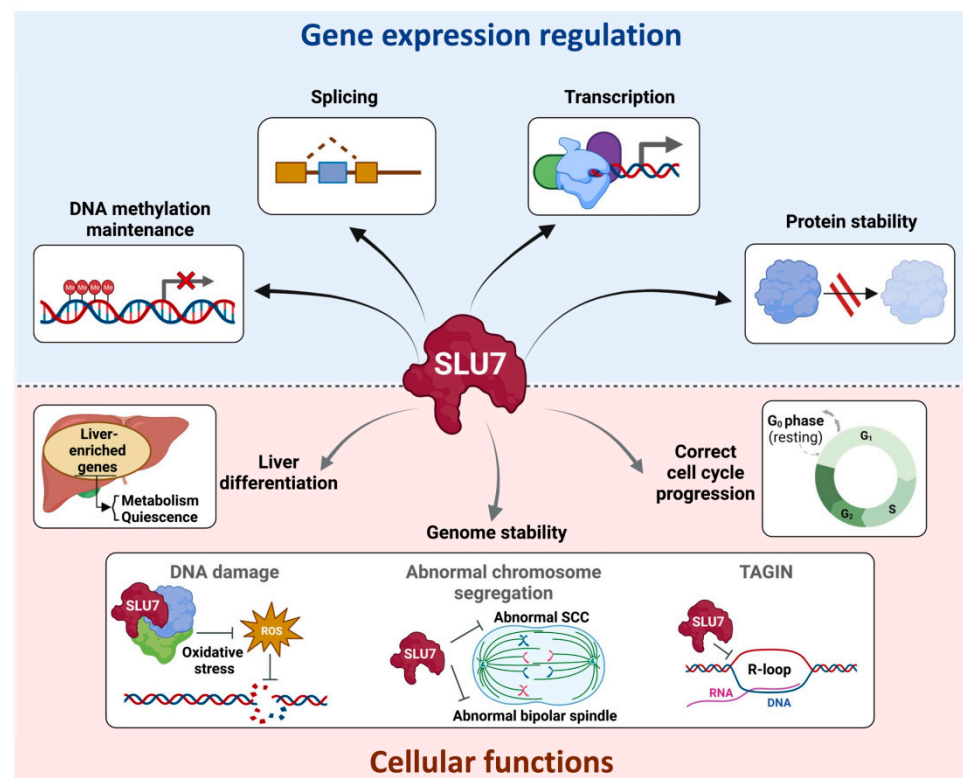 Gene expression regulation
Splicing
Transcription
DNA methylation
maintenance
Protein stability
Me Me Me Me
SLU7
Liver-
enriched
genes
Metabolism
Quiescence
Liver
differentiation
Correct
cell cycle
progression
G₀ phase
(resting)
G₁
S
G₂
Genome stability
DNA damage
SLU7
ROS
Oxidative
stress
Abnormal chromosome
segregation
Abnormal SCC
SLU7
Abnormal bipolar spindle
TAGIN
SLU7
R-loop
RNA
DNA
Cellular functions